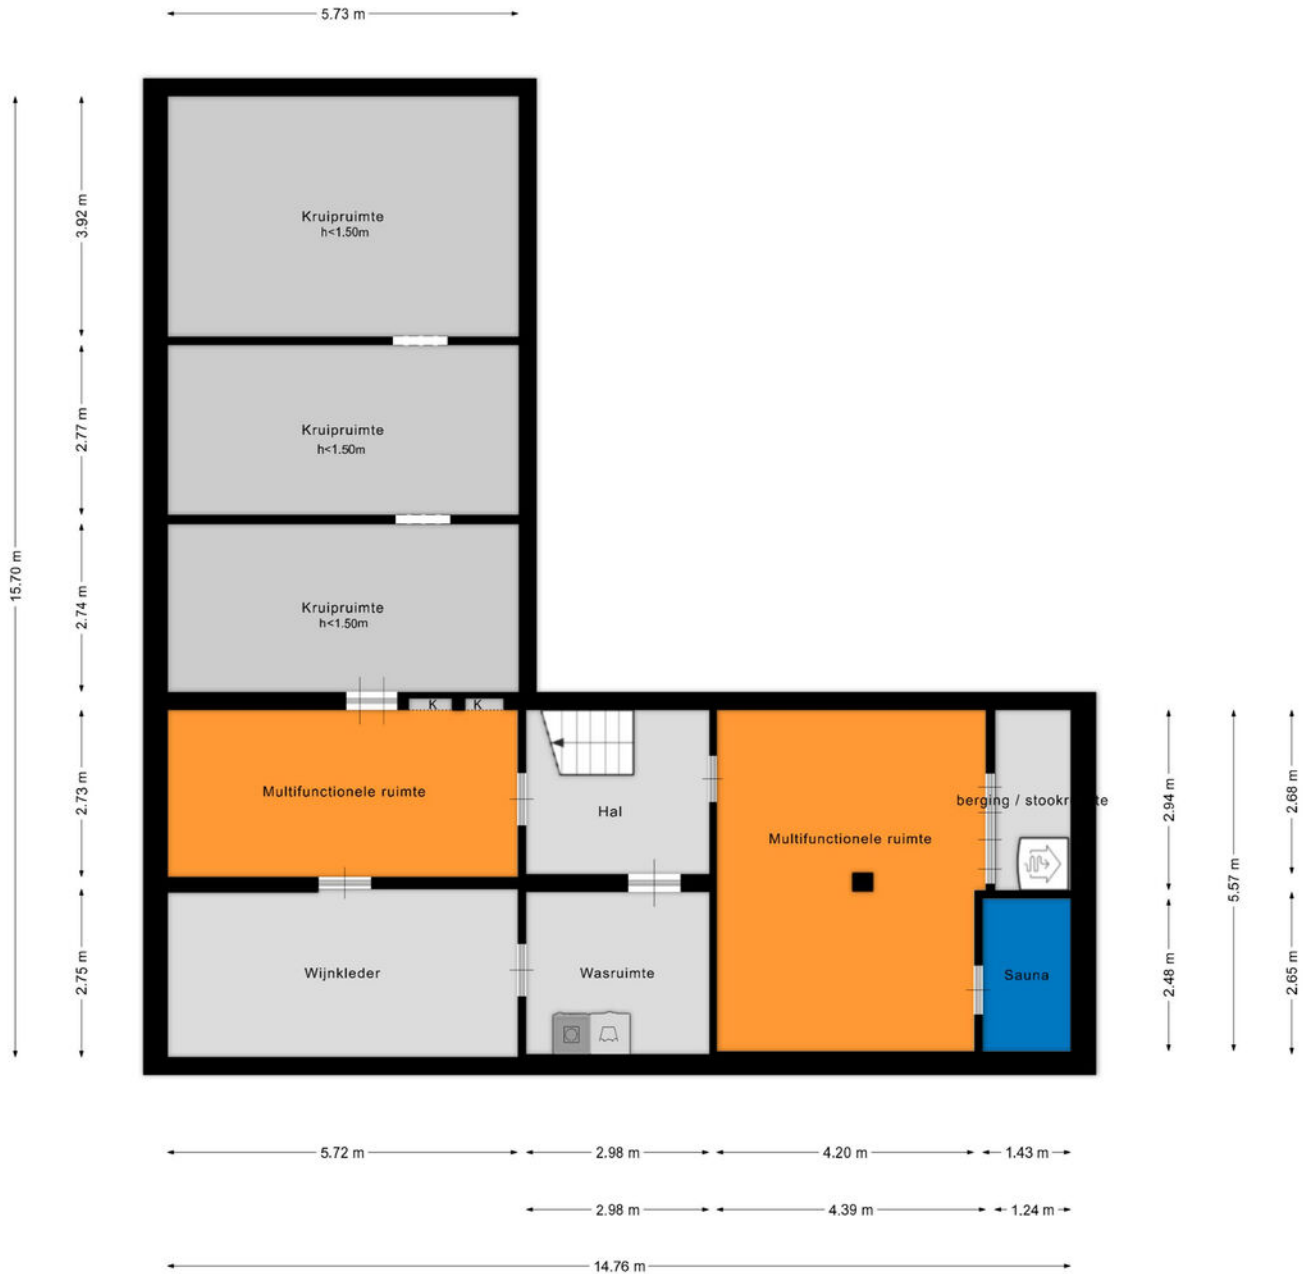 5.73 m
Kruipruimte
h<1.50m
3.92 m
Kruipruimte
h<1.50m
2.77 m
15.70 m
Kruipruimte
h<1.50m
2.74 m
K K
Multifunctionele ruimte
2.73 m
Hal
berging / stookr te
Multifunctionele ruimte
2.94 m
2.68 m
5.57 m
Wijnkleder
Wasruimte
Sauna
2.75 m
2.48 m
2.65 m
5.72 m 2.98 m 4.20 m 1.43 m
2.98 m 4.39 m 1.24 m
14.76 m